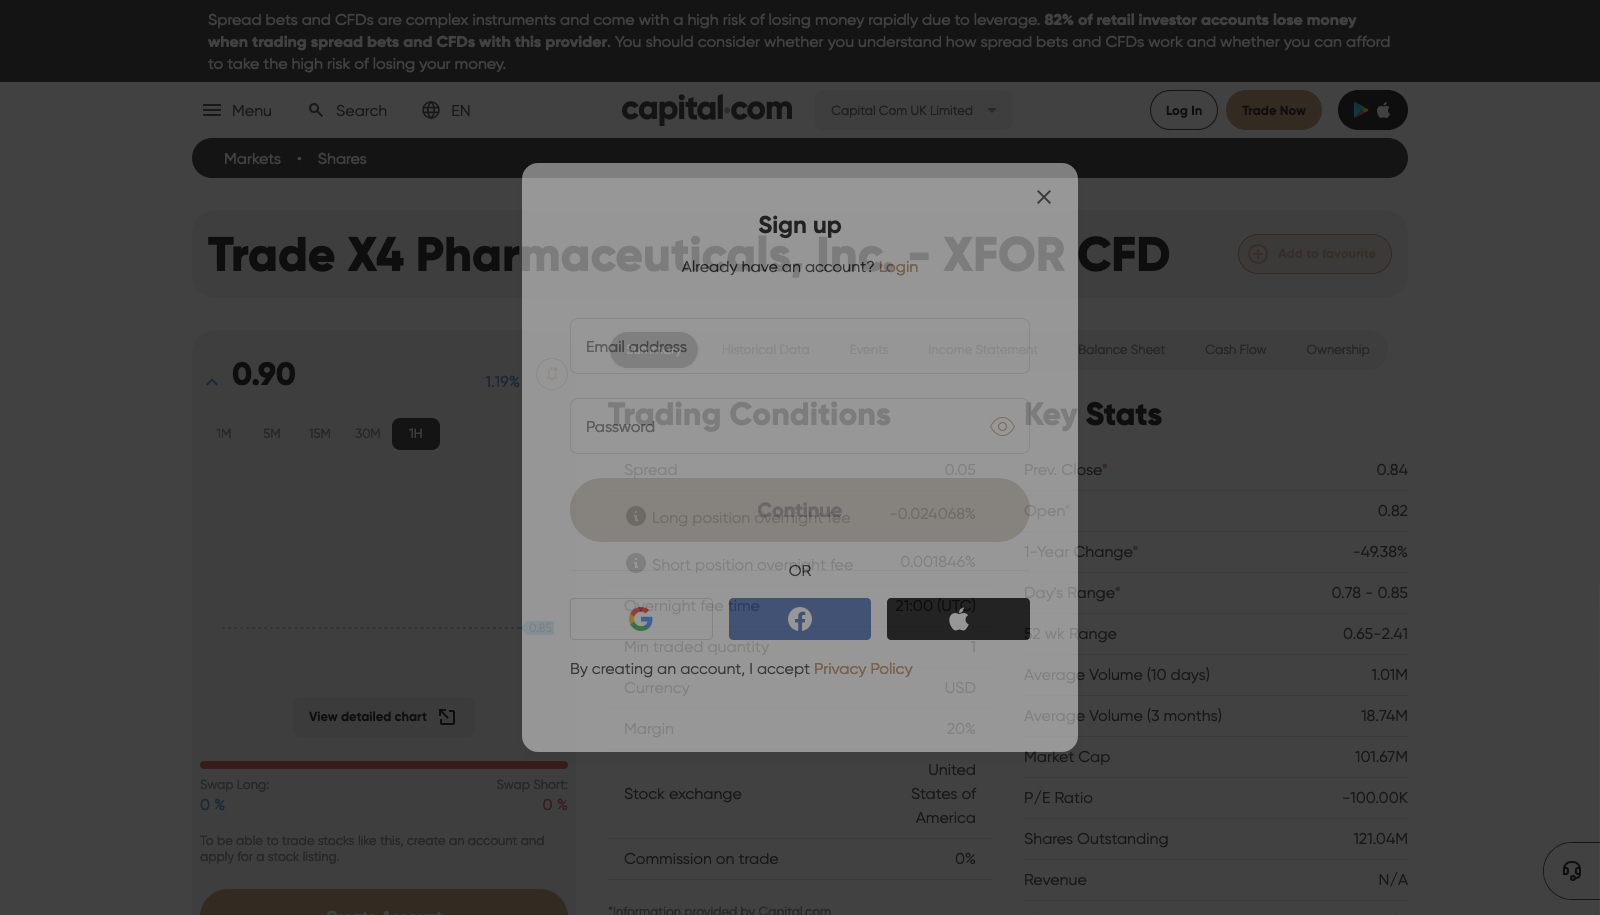 Spread bets and CFDs are complex instruments and come with a high risk of losing money rapidly due to leverage. 82% of retail investor accounts lose money
when trading spread bets and CFDs with this provider. You should consider whether you understand how spread bets and CFDs work and whether you can afford
to take the high risk of losing your money.
Menu Search EN capital.com Capital Com UK Limited Log In Trade Now
Markets • Shares
Sign up
Trade X4 Pharmaceuticals, Inc. - XFOR CFD Add to favourite
Already have an account? Login
Email address
Historical Data Events Income Statement Balance Sheet Cash Flow Ownership
0.90 1.19%
Trading Conditions Key Stats
Password
1M 5M 15M 30M 1H
Spread 0.05 Prev. Close* 0.84
Continue
Long position overnight fee -0.024068% Open* 0.82
1-Year Change* -49.38%
Short position overnight fee 0.001846%
OR
Day's Range* 0.78 - 0.85
Overnight fee time 21:00 (UTC)
0.85
52 wk Range 0.65-2.41
Min traded quantity 1
By creating an account, I accept Privacy Policy
Average Volume (10 days) 1.01M
Currency USD
Average Volume (3 months) 18.74M
View detailed chart
Margin 20%
Market Cap 101.67M
Swap Long: Swap Short:
0 % 0 %
Stock exchange United
States of
America
P/E Ratio -100.00K
To be able to trade stocks like this, create an account and
apply for a stock listing.
Shares Outstanding 121.04M
Commission on trade 0%
Revenue N/A
Create Account
*Information provided by Capital.com